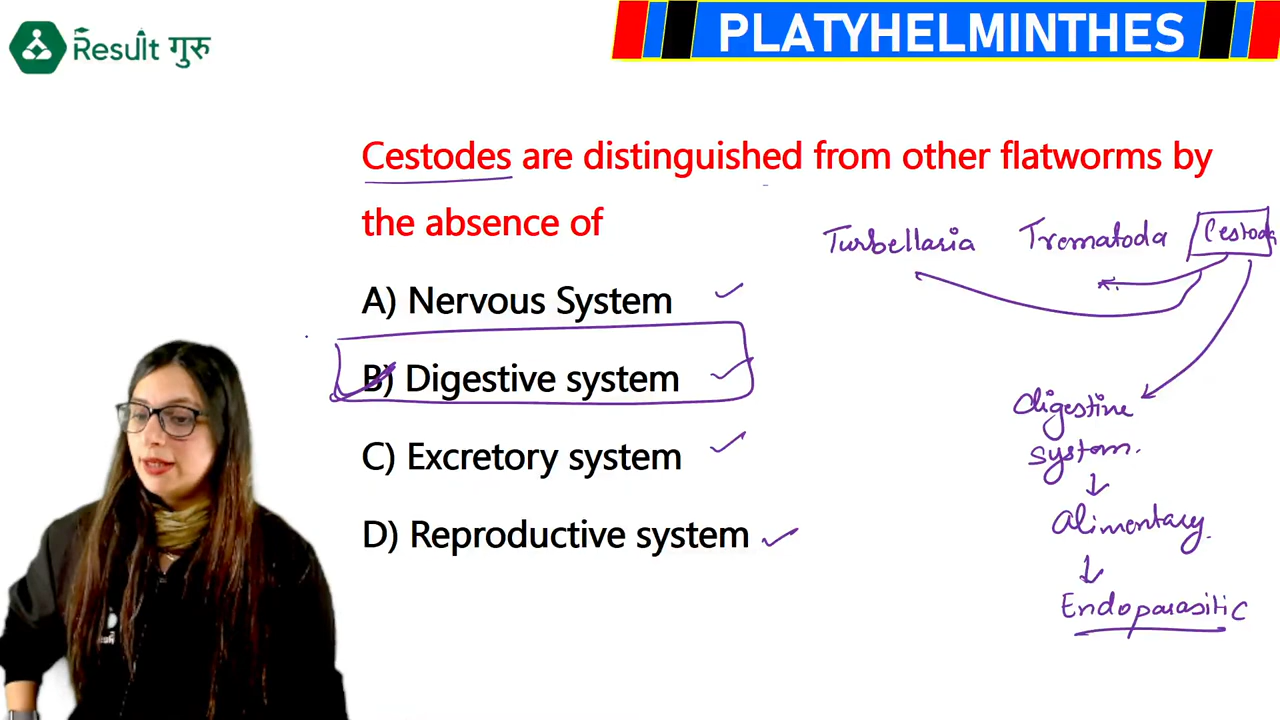 Result गुरु
PLATYHELMINTHES
Cestodes are distinguished from other flatworms by
the absence of
Turbellaria Trematoda Cestoda
A) Nervous System
B) Digestive system
C) Excretory system
D) Reproductive system
Digestine
system.
Alimentary.
Endoparasitic